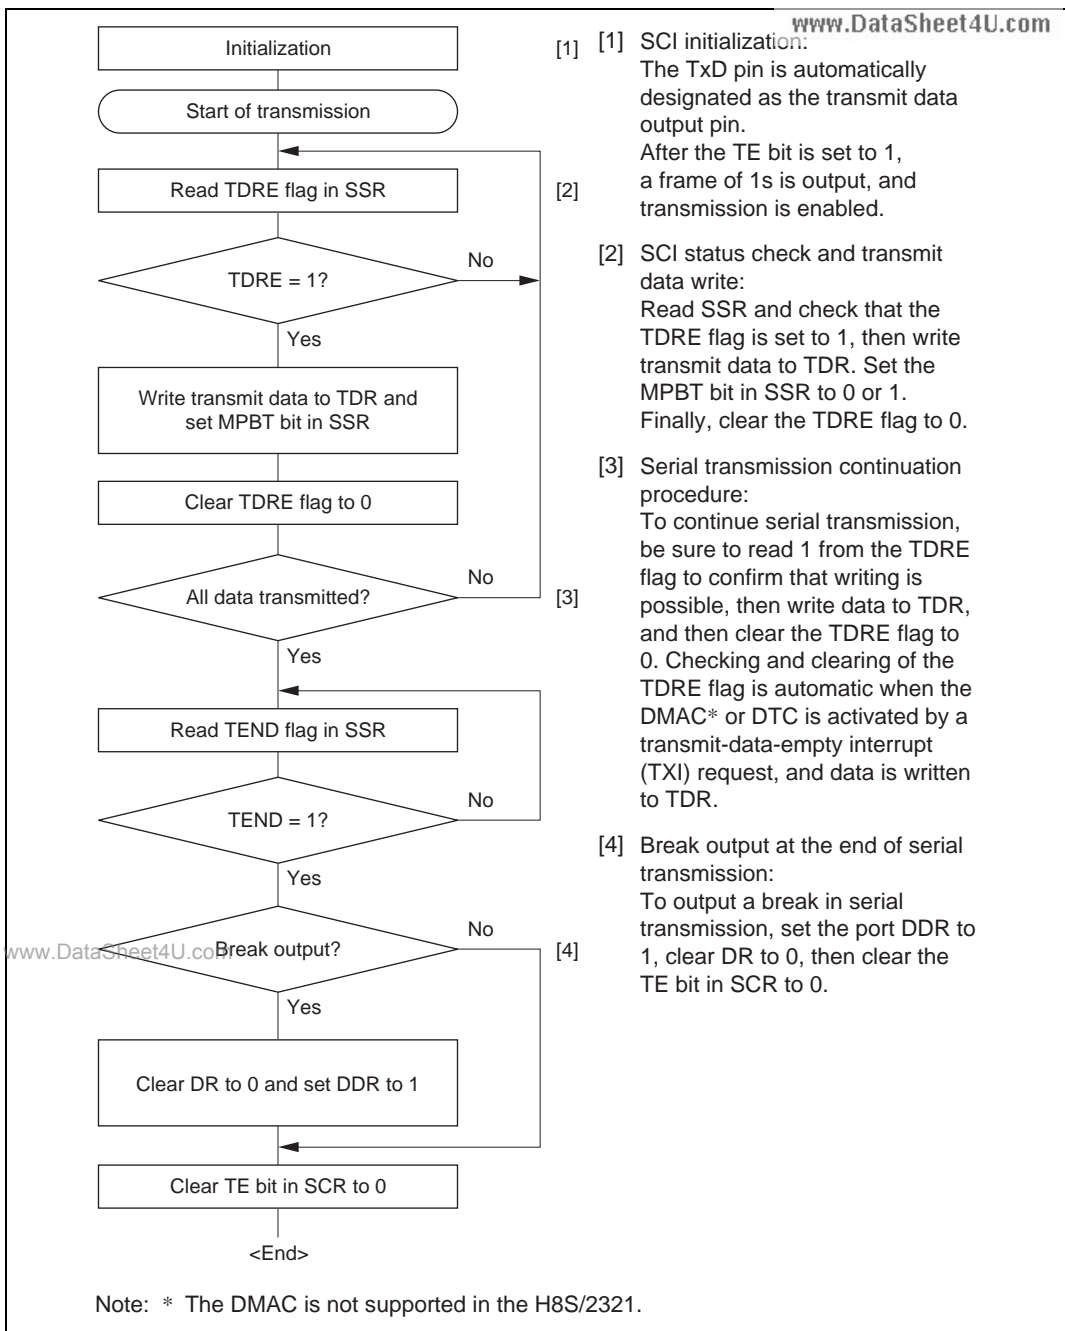 www.DataSheet4U.com
Initialization
[1]
Start of transmission
Read TDRE flag in SSR
[2]
TDRE = 1?
No
Yes
Write transmit data to TDR and
set MPBT bit in SSR
Clear TDRE flag to 0
All data transmitted?
No
[3]
Yes
Read TEND flag in SSR
TEND = 1?
No
Yes
www.DataSheet4U.com
Break output?
No
[4]
Yes
Clear DR to 0 and set DDR to 1
Clear TE bit in SCR to 0
<End>
[1] SCI initialization:
The TxD pin is automatically
designated as the transmit data
output pin.
After the TE bit is set to 1,
a frame of 1s is output, and
transmission is enabled.
[2] SCI status check and transmit
data write:
Read SSR and check that the
TDRE flag is set to 1, then write
transmit data to TDR. Set the
MPBT bit in SSR to 0 or 1.
Finally, clear the TDRE flag to 0.
[3] Serial transmission continuation
procedure:
To continue serial transmission,
be sure to read 1 from the TDRE
flag to confirm that writing is
possible, then write data to TDR,
and then clear the TDRE flag to
0. Checking and clearing of the
TDRE flag is automatic when the
DMAC* or DTC is activated by a
transmit-data-empty interrupt
(TXI) request, and data is written
to TDR.
[4] Break output at the end of serial
transmission:
To output a break in serial
transmission, set the port DDR to
1, clear DR to 0, then clear the
TE bit in SCR to 0.
Note: * The DMAC is not supported in the H8S/2321.